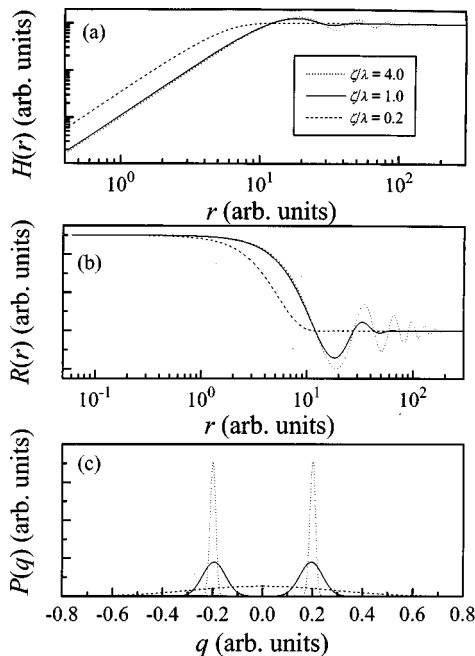 (a)
H(r) (arb. units)
ζ/λ = 4.0
ζ/λ = 1.0
ζ/λ = 0.2
10⁰ 10¹ 10²
r (arb. units)
(b)
R(r) (arb. units)
10⁻¹ 10⁰ 10¹ 10²
r (arb. units)
(c)
P(q) (arb. units)
-0.8 -0.6 -0.4 -0.2 0.0 0.2 0.4 0.6 0.8
q (arb. units)